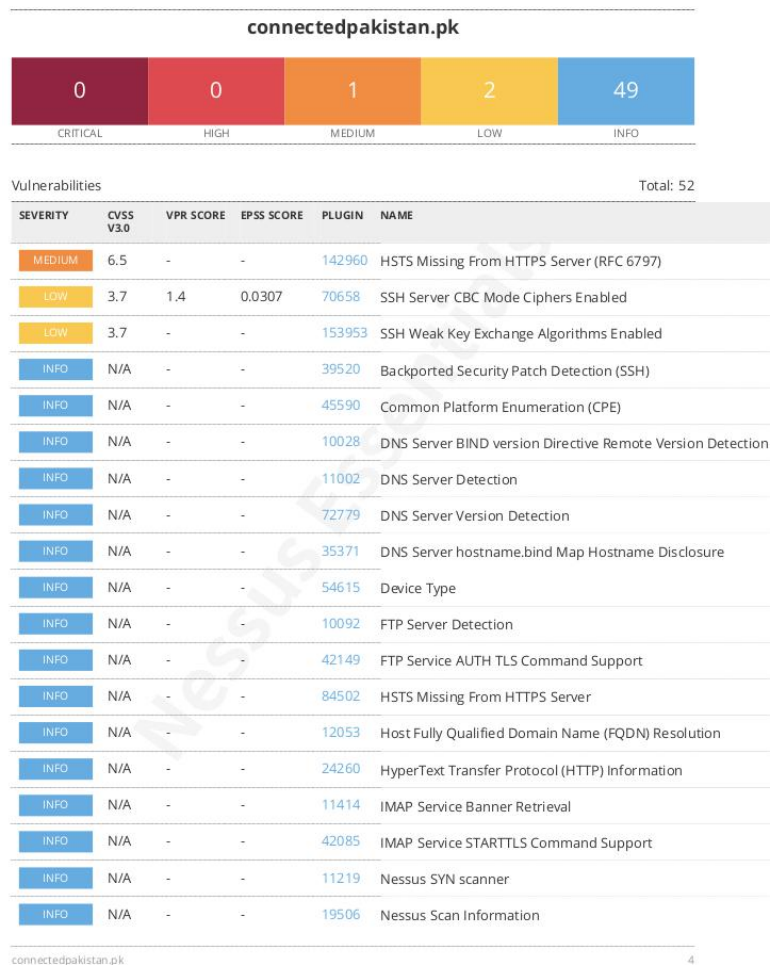 connectedpakistan.pk
0 0 1 2 49
CRITICAL HIGH MEDIUM LOW INFO
Vulnerabilities Total: 52
SEVERITY CVSS V3.0 VPR SCORE EPSS SCORE PLUGIN NAME
MEDIUM 6.5 - - 142960 HSTS Missing From HTTPS Server (RFC 6797)
LOW 3.7 1.4 0.0307 70658 SSH Server CBC Mode Ciphers Enabled
LOW 3.7 - - 153953 SSH Weak Key Exchange Algorithms Enabled
INFO N/A - - 39520 Backported Security Patch Detection (SSH)
INFO N/A - - 45590 Common Platform Enumeration (CPE)
INFO N/A - - 10028 DNS Server BIND version Directive Remote Version Detection
INFO N/A - - 11002 DNS Server Detection
INFO N/A - - 72779 DNS Server Version Detection
INFO N/A - - 35371 DNS Server hostname.bind Map Hostname Disclosure
INFO N/A - - 54615 Device Type
INFO N/A - - 10092 FTP Server Detection
INFO N/A - - 42149 FTP Service AUTH TLS Command Support
INFO N/A - - 84502 HSTS Missing From HTTPS Server
INFO N/A - - 12053 Host Fully Qualified Domain Name (FQDN) Resolution
INFO N/A - - 24260 HyperText Transfer Protocol (HTTP) Information
INFO N/A - - 11414 IMAP Service Banner Retrieval
INFO N/A - - 42085 IMAP Service STARTTLS Command Support
INFO N/A - - 11219 Nessus SYN scanner
INFO N/A - - 19506 Nessus Scan Information
Nessus Essentials
connectedpakistan.pk 4